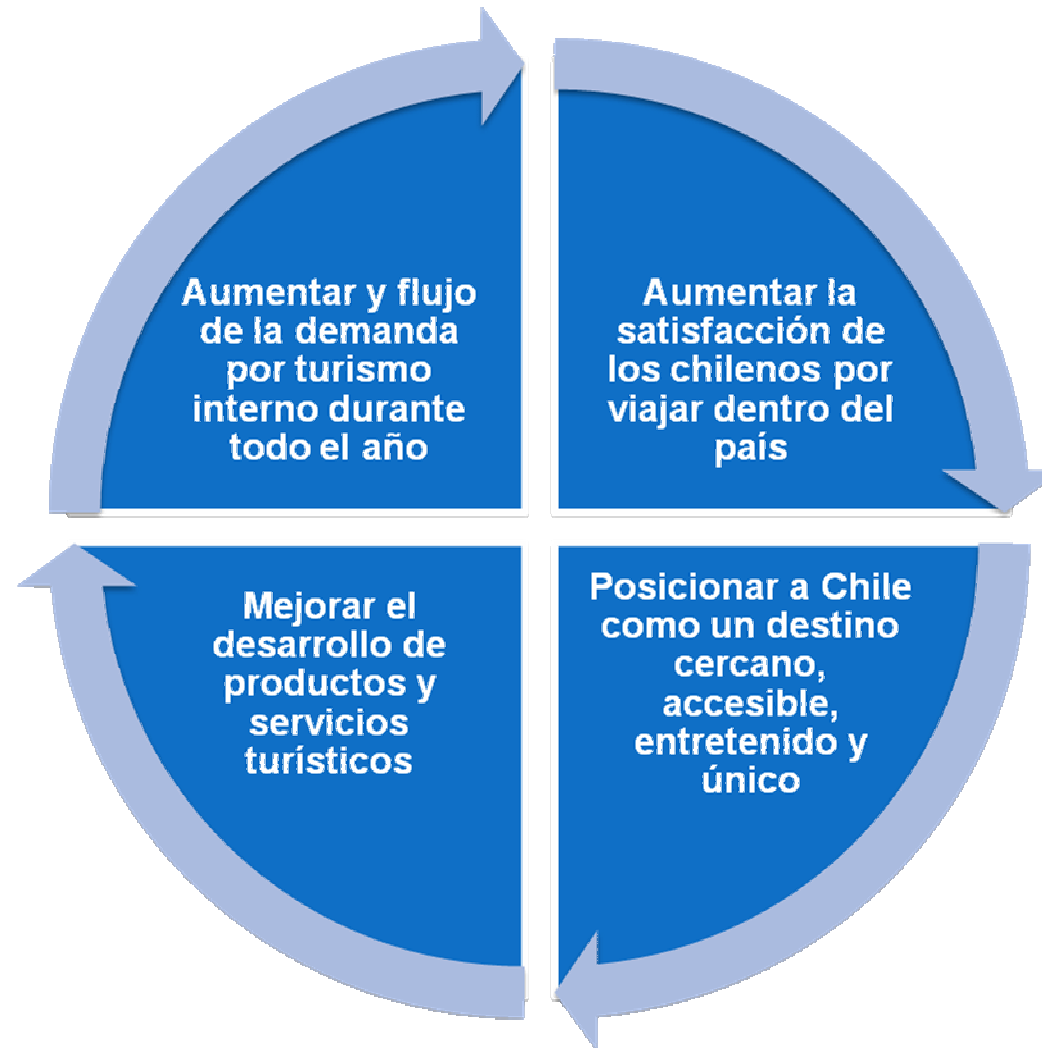 Aumentar y flujo
de la demanda
por turismo
interno durante
todo el año
Aumentar la
satisfacción de
los chilenos por
viajar dentro del
país
Mejorar el
desarrollo de
productos y
servicios
turísticos
Posicionar a Chile
como un destino
cercano,
accesible,
entretenido y
único